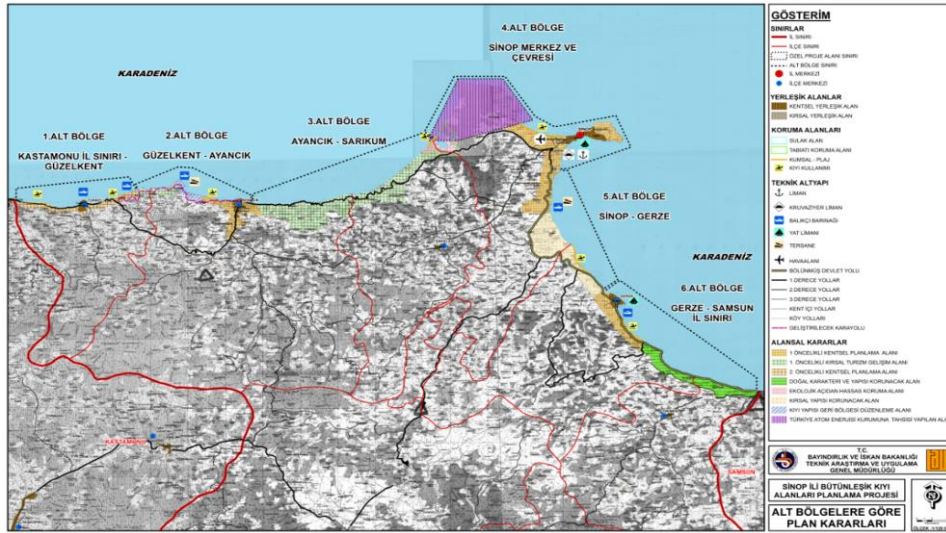 KARADENİZ
1.ALT BÖLGE
KASTAMONU İL SINIRI -
GÜZELKENT
2.ALT BÖLGE
GÜZELKENT - AYANCIK
3.ALT BÖLGE
AYANCIK - SARIKUM
4.ALT BÖLGE
SİNOP MERKEZ VE
ÇEVRESİ
5.ALT BÖLGE
SİNOP - GERZE
KARADENİZ
6.ALT BÖLGE
GERZE - SAMSUN
İL SINIRI
KASTAMONU
SAMSUN
GÖSTERİM
SINIRLAR
İL SINIRI
İLÇE SINIRI
ÖZEL PROJE ALANI SINIRI
ALT BÖLGE SINIRI
İL MERKEZİ
İLÇE MERKEZİ
YERLEŞİK ALANLAR
KENTSEL YERLEŞİK ALAN
KIRSAL YERLEŞİK ALAN
KORUMA ALANLARI
SULAK ALAN
TABİATI KORUMA ALANI
KUMSAL - PLAJ
KIYI KULLANIMI
TEKNİK ALTYAPI
LİMAN
KRUVAZİYER LİMAN
BALIKÇI BARINAĞI
YAT LİMANI
TERSANE
HAVAALANI
BÖLÜNMÜŞ DEVLET YOLU
1.DERECE YOLLAR
2.DERECE YOLLAR
3.DERECE YOLLAR
KENT İÇİ YOLLAR
KÖY YOLLARI
GELİŞTİRİLECEK KARAYOLU
ALANSAL KARARLAR
1 ÖNCELİKLİ KENTSEL PLANLAMA ALANI
1. ÖNCELİKLİ KIRSAL TURİZM GELİŞİM ALANI
2. ÖNCELİKLİ KENTSEL PLANLAMA ALANI
DOĞAL KARAKTERİ VE YAPISI KORUNACAK ALAN
EKOLOJİK AÇIDAN HASSAS KORUMA ALANI
KIRSAL YAPISI KORUNACAK ALAN
KIYI YAPISI GERİ BÖLGESİ DÜZENLEME ALANI
TÜRKİYE ATOM ENERJİSİ KURUMUNA TAHSİSİ YAPILAN ALA
T.C.
BAYINDIRLIK VE İSKAN BAKANLIĞI
TEKNİK ARAŞTIRMA VE UYGULAMA
GENEL MÜDÜRLÜĞÜ
SİNOP İLİ BÜTÜNLEŞİK KIYI
ALANLARI PLANLAMA PROJESİ
ALT BÖLGELERE GÖRE
PLAN KARARLARI